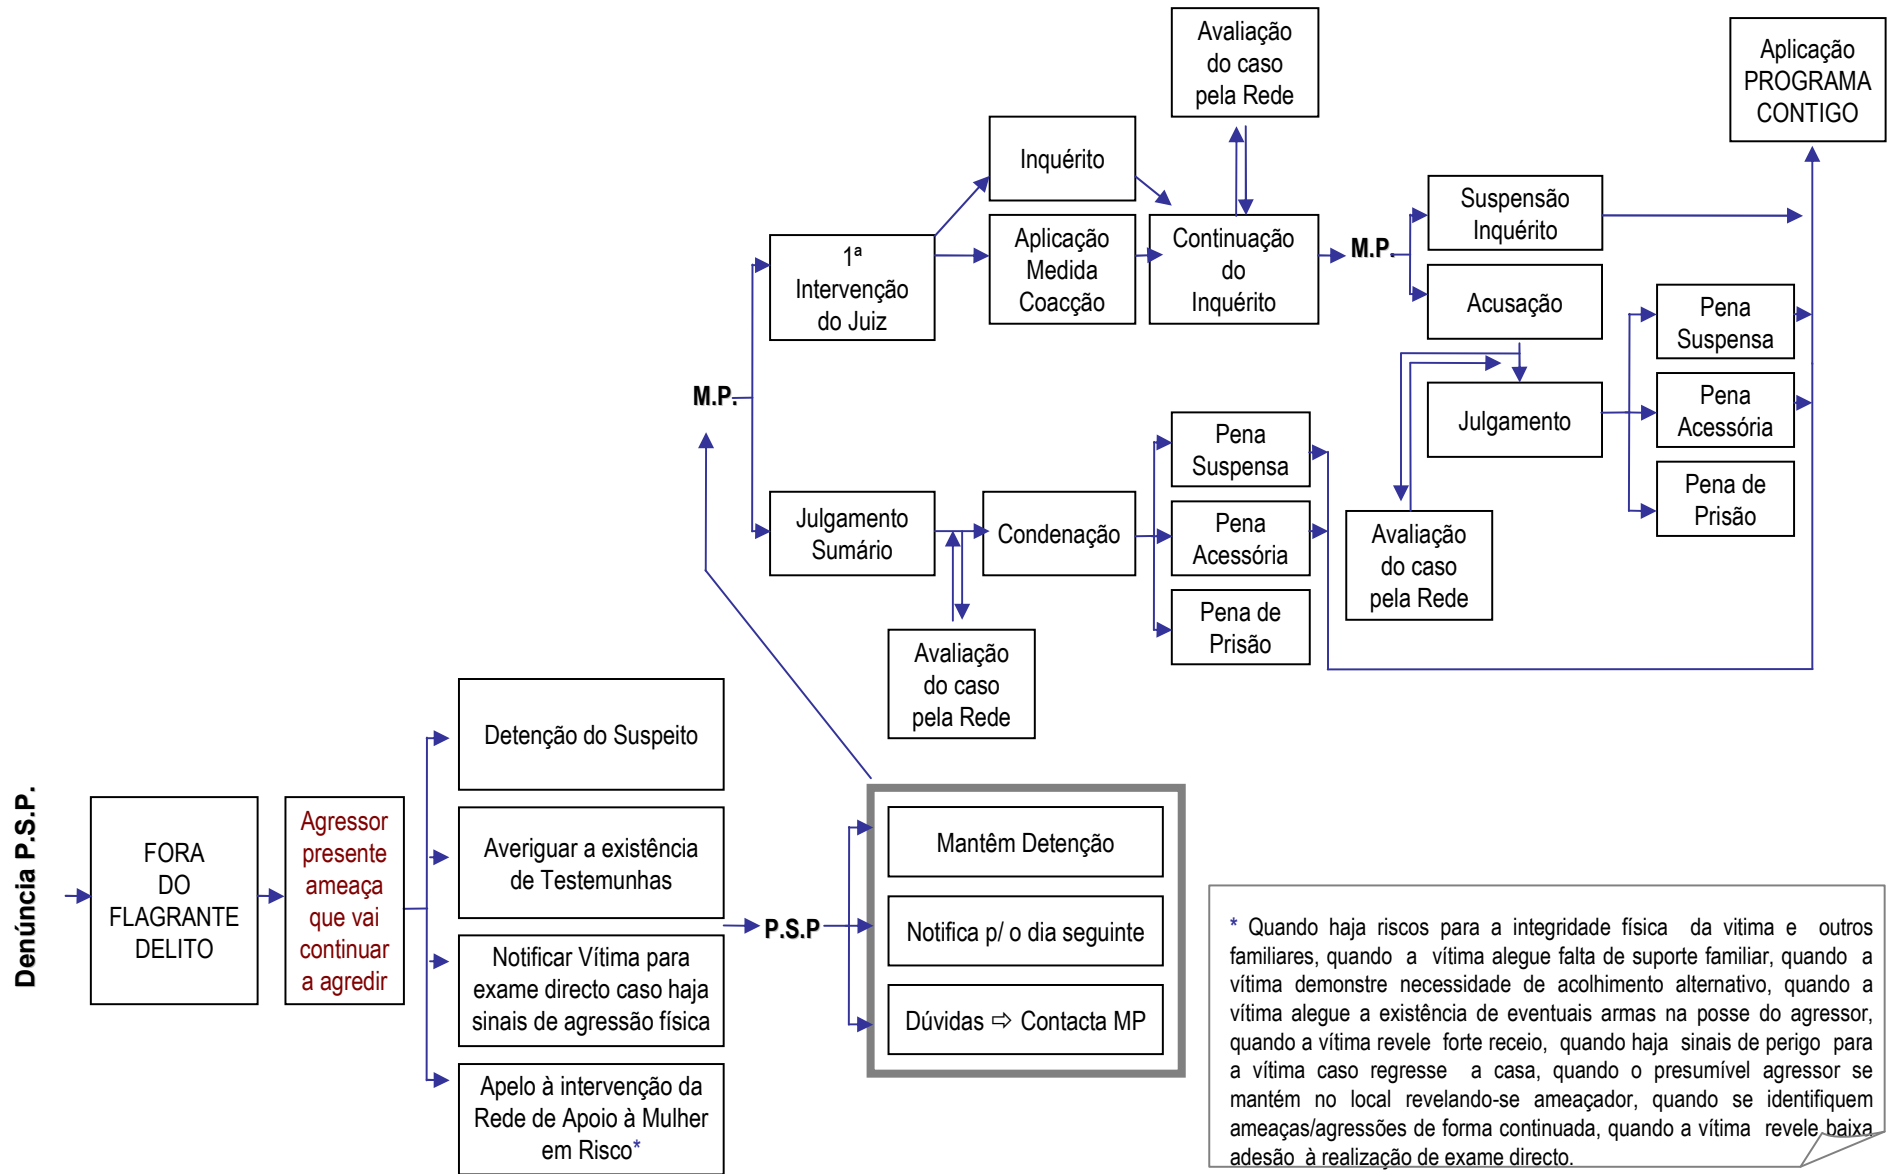 Denúncia P.S.P.
FORA
DO
FLAGRANTE
DELITO
Agressor
presente
ameaça
que vai
continuar
a agredir
Detenção do Suspeito
Averiguar a existência
de Testemunhas
Notificar Vítima para
exame directo caso haja
sinais de agressão física
Apelo à intervenção da
Rede de Apoio à Mulher
em Risco*
P.S.P
Mantêm Detenção
Notifica p/ o dia seguinte
Dúvidas ⇨ Contacta MP
M.P.
1ª
Intervenção
do Juiz
Inquérito
Aplicação
Medida
Coacção
Avaliação
do caso
pela Rede
Continuação
do
Inquérito
M.P.
Suspensão
Inquérito
Acusação
Julgamento
Avaliação
do caso
pela Rede
Pena
Suspensa
Pena
Acessória
Pena de
Prisão
Aplicação
PROGRAMA
CONTIGO
Julgamento
Sumário
Avaliação
do caso
pela Rede
Condenação
Pena
Suspensa
Pena
Acessória
Pena de
Prisão
* Quando haja riscos para a integridade física da vitima e outros
familiares, quando a vítima alegue falta de suporte familiar, quando a
vítima demonstre necessidade de acolhimento alternativo, quando a
vítima alegue a existência de eventuais armas na posse do agressor,
quando a vítima revele forte receio, quando haja sinais de perigo para
a vítima caso regresse a casa, quando o presumível agressor se
mantém no local revelando-se ameaçador, quando se identifiquem
ameaças/agressões de forma continuada, quando a vítima revele baixa
adesão à realização de exame directo.